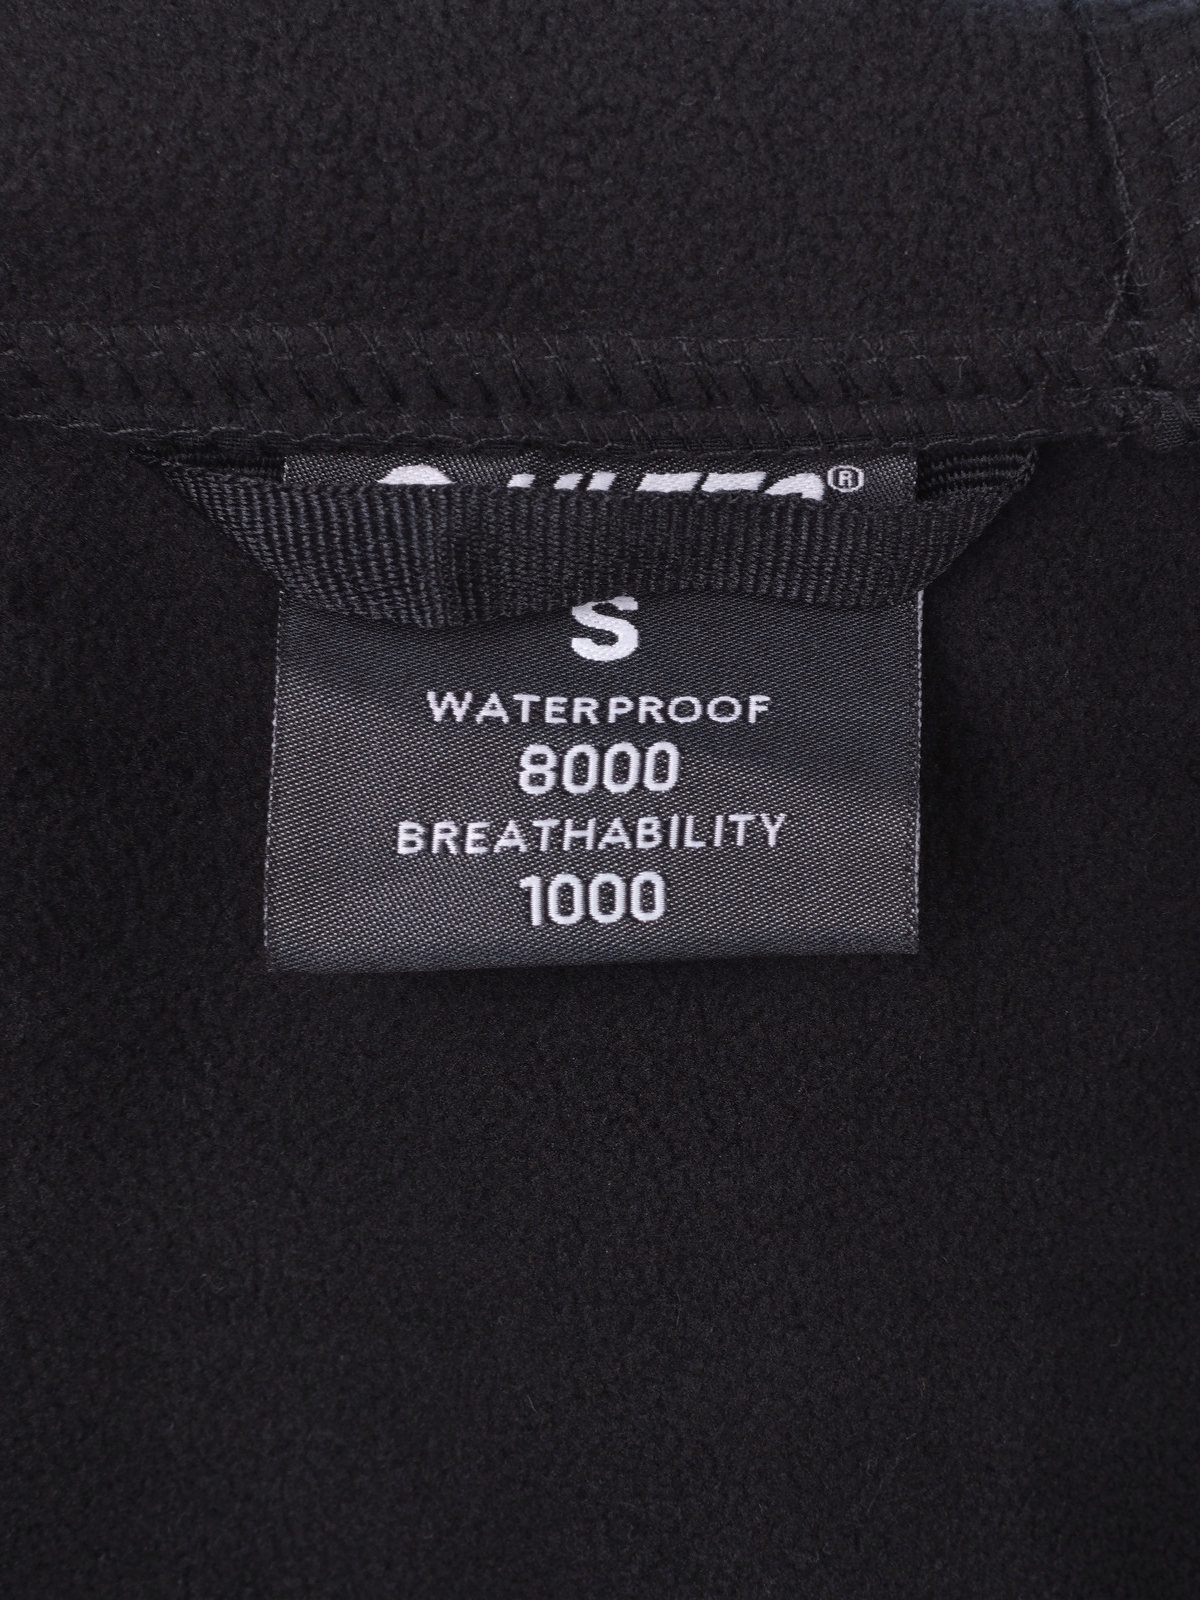 ®
S
WATERPROOF
8000
BREATHABILITY
1000